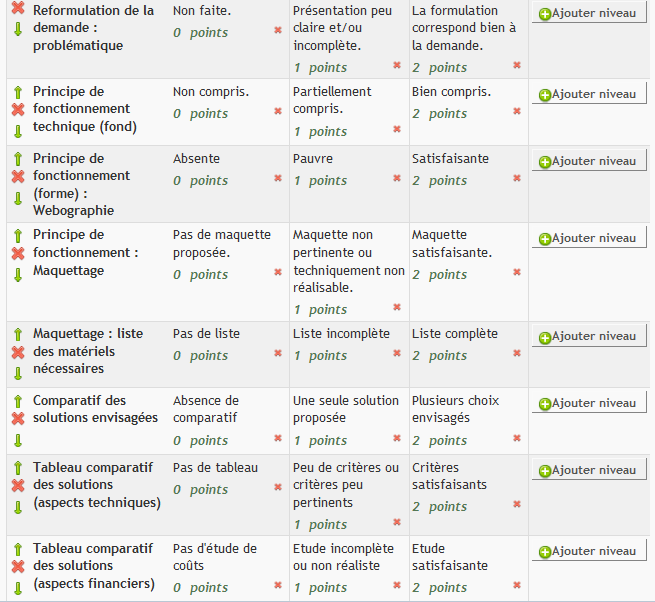 Reformulation de la
demande :
problématique
Non faite.
0 points
Présentation peu
claire et/ou
incomplète.
1 points
La formulation
correspond bien à
la demande.
2 points
Ajouter niveau
Principe de
fonctionnement
technique (fond)
Non compris.
0 points
Partiellement
compris.
1 points
Bien compris.
2 points
Ajouter niveau
Principe de
fonctionnement
(forme) :
Webographie
Absente
0 points
Pauvre
1 points
Satisfaisante
2 points
Ajouter niveau
Principe de
fonctionnement :
Maquettage
Pas de maquette
proposée.
0 points
Maquette non
pertinente ou
techniquement non
réalisable.
1 points
Maquette
satisfaisante.
2 points
Ajouter niveau
Maquettage : liste
des matériels
nécessaires
Pas de liste
0 points
Liste incomplète
1 points
Liste complète
2 points
Ajouter niveau
Comparatif des
solutions envisagées
Absence de
comparatif
0 points
Une seule solution
proposée
1 points
Plusieurs choix
envisagés
2 points
Ajouter niveau
Tableau comparatif
des solutions
(aspects techniques)
Pas de tableau
0 points
Peu de critères ou
critères peu
pertinents
1 points
Critères
satisfaisants
2 points
Ajouter niveau
Tableau comparatif
des solutions
(aspects financiers)
Pas d'étude de
coûts
0 points
Etude incomplète
ou non réaliste
1 points
Etude
satisfaisante
2 points
Ajouter niveau